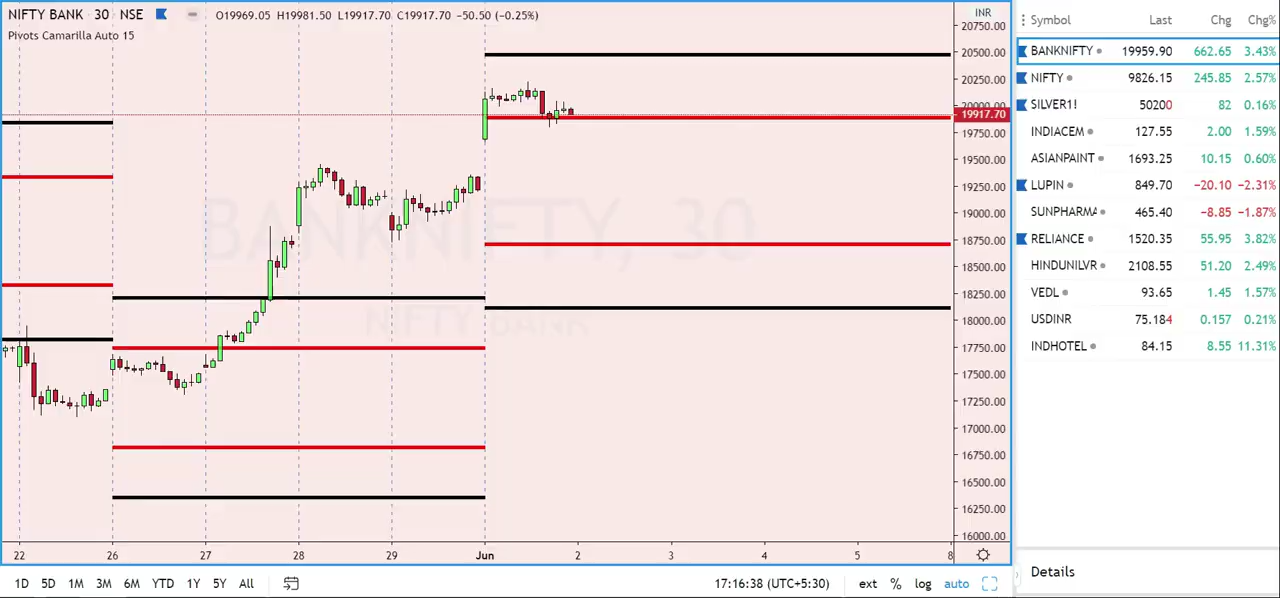 NIFTY BANK 30 NSE O19969.05 H19981.50 L19917.70 C19917.70 −50.50 (−0.25%)
Pivots Camarilla Auto 15
BANKNIFTY, 30
NIFTY BANK
INR
20750.00
20500.00
20250.00
20000.00
19917.70
19750.00
19500.00
19250.00
19000.00
18750.00
18500.00
18250.00
18000.00
17750.00
17500.00
17250.00
17000.00
16750.00
16500.00
16250.00
16000.00
22 26 27 28 29 Jun 2 3 4 5 8
1D 5D 1M 3M 6M YTD 1Y 5Y All 17:16:38 (UTC+5:30) ext % log auto
Symbol Last Chg Chg%
BANKNIFTY 19959.90 662.65 3.43%
NIFTY 9826.15 245.85 2.57%
SILVER1! 50200 82 0.16%
INDIACEM 127.55 2.00 1.59%
ASIANPAINT 1693.25 10.15 0.60%
LUPIN 849.70 −20.10 −2.31%
SUNPHARMA 465.40 −8.85 −1.87%
RELIANCE 1520.35 55.95 3.82%
HINDUNILVR 2108.55 51.20 2.49%
VEDL 93.65 1.45 1.57%
USDINR 75.184 0.157 0.21%
INDHOTEL 84.15 8.55 11.31%
Details